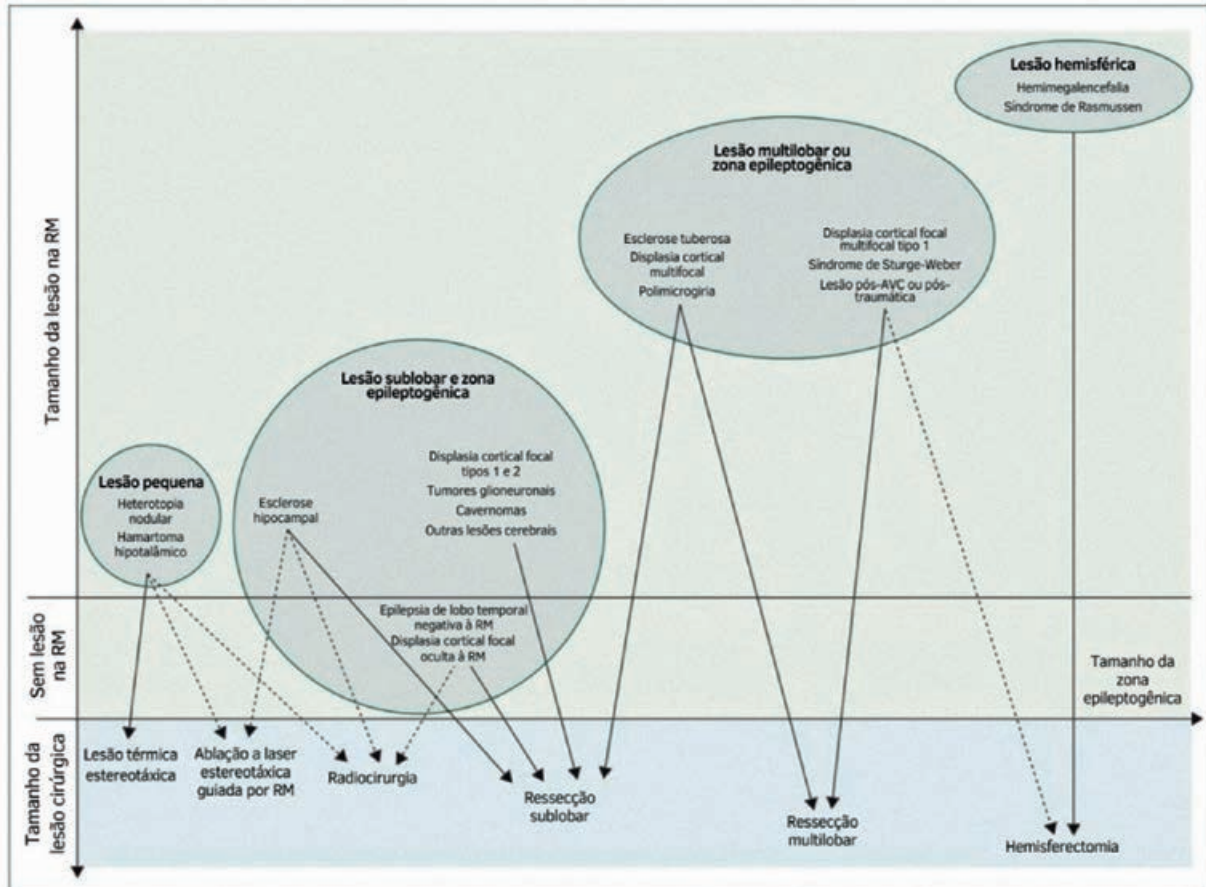 Lesão hemisférica
Hemimegalencefalia
Síndrome de Rasmussen
Lesão multilobar ou
zona epileptogênica
Esclerose tuberosa
Displasia cortical
multifocal
Polimicrogiria
Displasia cortical focal
multifocal tipo 1
Síndrome de Sturge-Weber
Lesão pós-AVC ou pós-
traumática
Lesão sublobar e zona
epileptogênica
Esclerose
hipocampal
Displasia cortical focal
tipos 1 e 2
Tumores glioneuronais
Cavernomas
Outras lesões cerebrais
Epilepsia de lobo temporal
negativa à RM
Displasia cortical focal
oculta à RM
Lesão pequena
Heterotopia
nodular
Hamartoma
hipotalâmico
Tamanho da lesão na RM
Sem lesão
na RM
Tamanho da
lesão cirúrgica
Tamanho da
zona
epileptogênica
Lesão térmica
estereotáxica
Ablação a laser
estereotáxica
guiada por RM
Radiocirurgia
Ressecção
sublobar
Ressecção
multilobar
Hemisferectomia